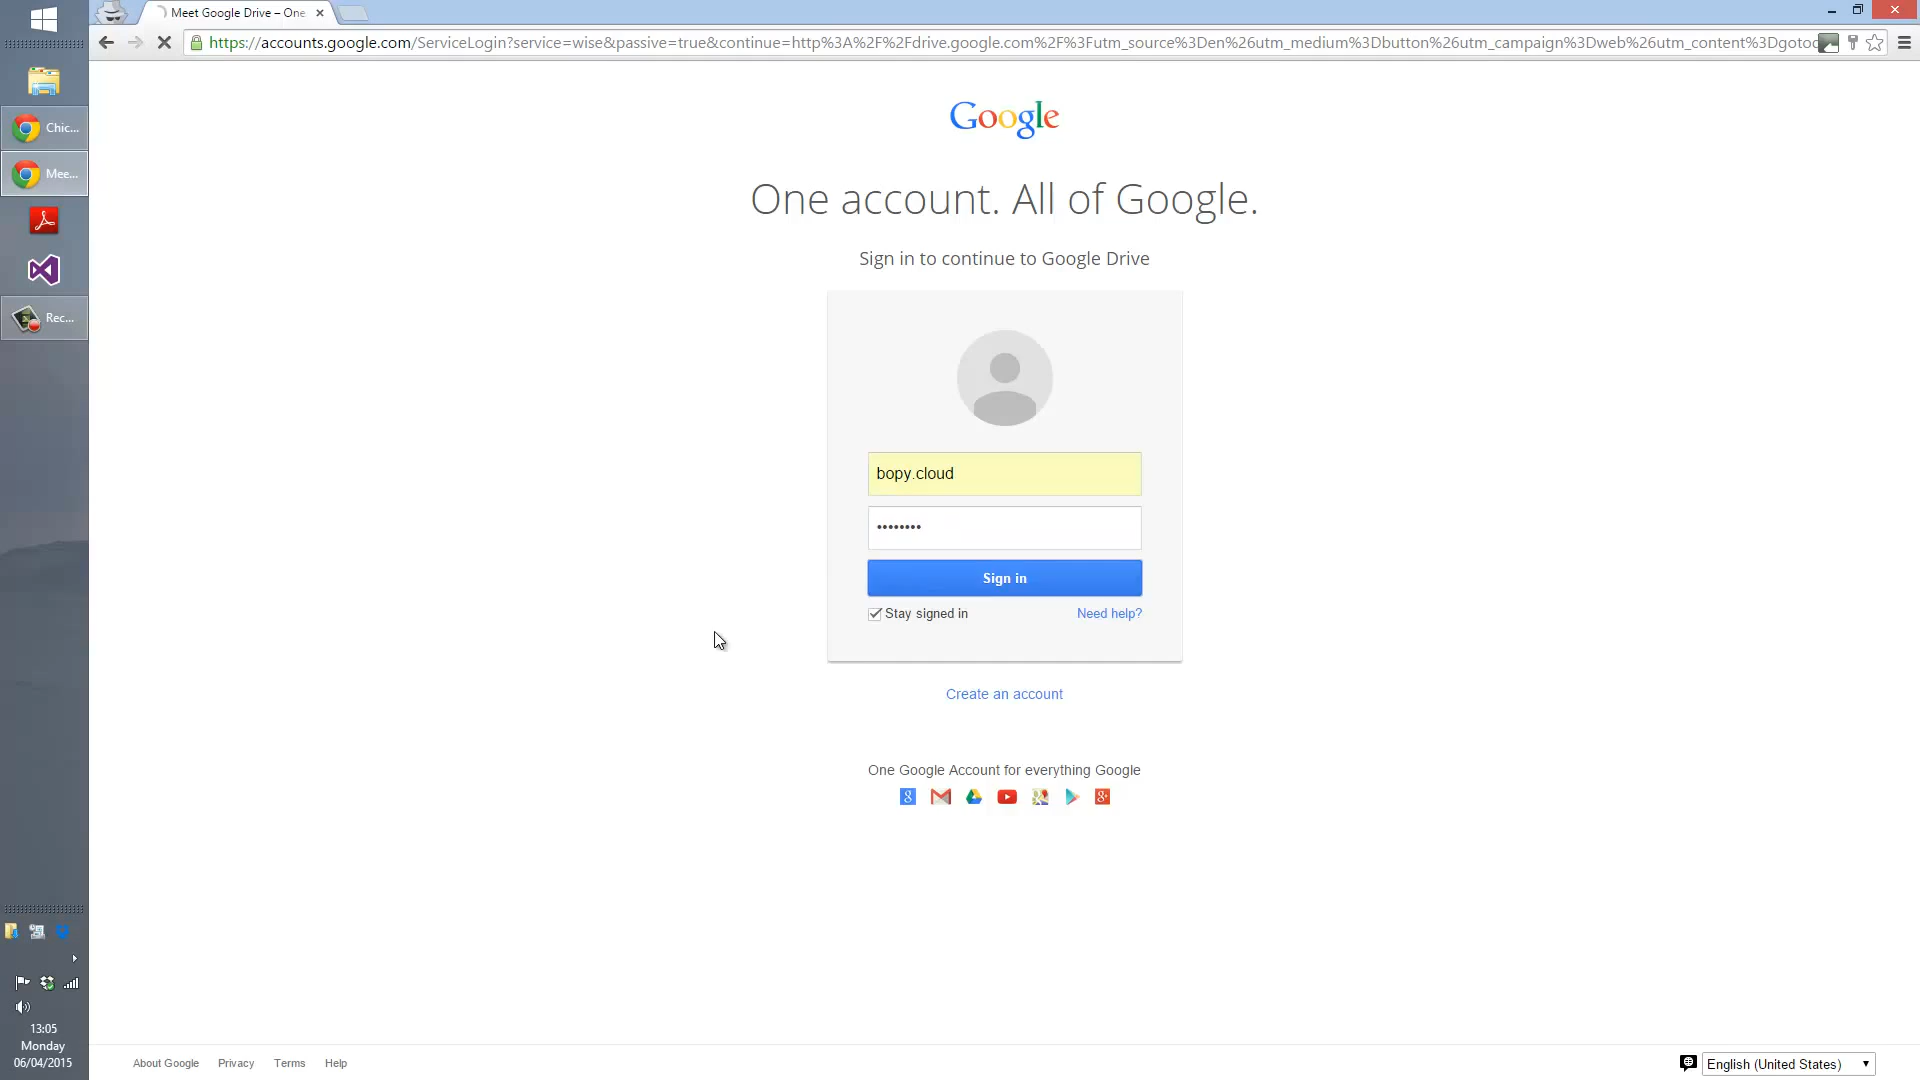 Meet Google Drive – One
https://accounts.google.com/ServiceLogin?service=wise&passive=true&continue=http%3A%2F%2Fdrive.google.com%2F%3Futm_source%3Den%26utm_medium%3Dbutton%26utm_campaign%3Dweb%26utm_content%3Dgotoc
Chic...
Mee...
Rec...
Google
One account. All of Google.
Sign in to continue to Google Drive
bopy.cloud
••••••••
Sign in
Stay signed in
Need help?
Create an account
One Google Account for everything Google
13:05
Monday
06/04/2015
About Google
Privacy
Terms
Help
English (United States)